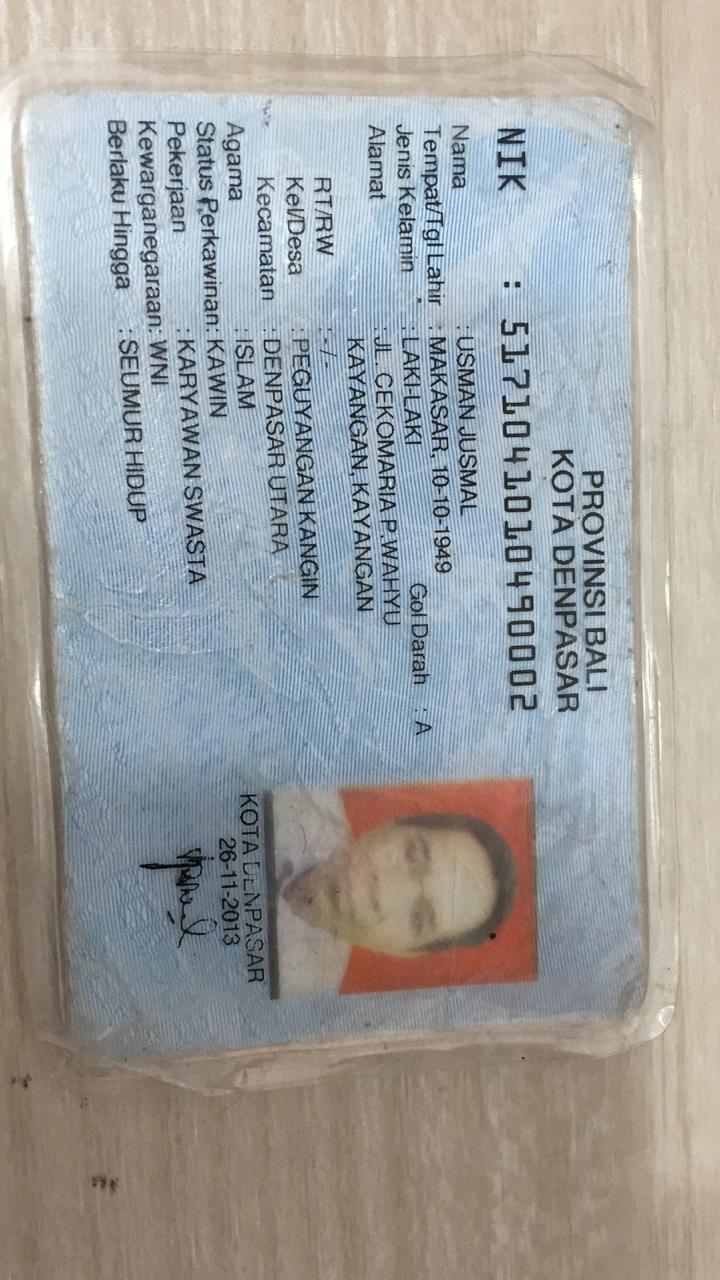 PROVINSI BALI
KOTA DENPASAR
NIK : 5171041010490002
Nama : USMAN JUSMAL
Tempat/Tgl Lahir : MAKASAR, 10-10-1949
Jenis Kelamin : LAKI-LAKI Gol Darah : A
Alamat : JL. CEKOMARIA P.WAHYU
KAYANGAN, KAYANGAN
RT/RW : -/-
Kel/Desa : PEGUYANGAN KANGIN
Kecamatan : DENPASAR UTARA
Agama : ISLAM
Status Perkawinan: KAWIN
Pekerjaan : KARYAWAN SWASTA
Kewarganegaraan: WNI
Berlaku Hingga : SEUMUR HIDUP
KOTA DENPASAR
26-11-2013